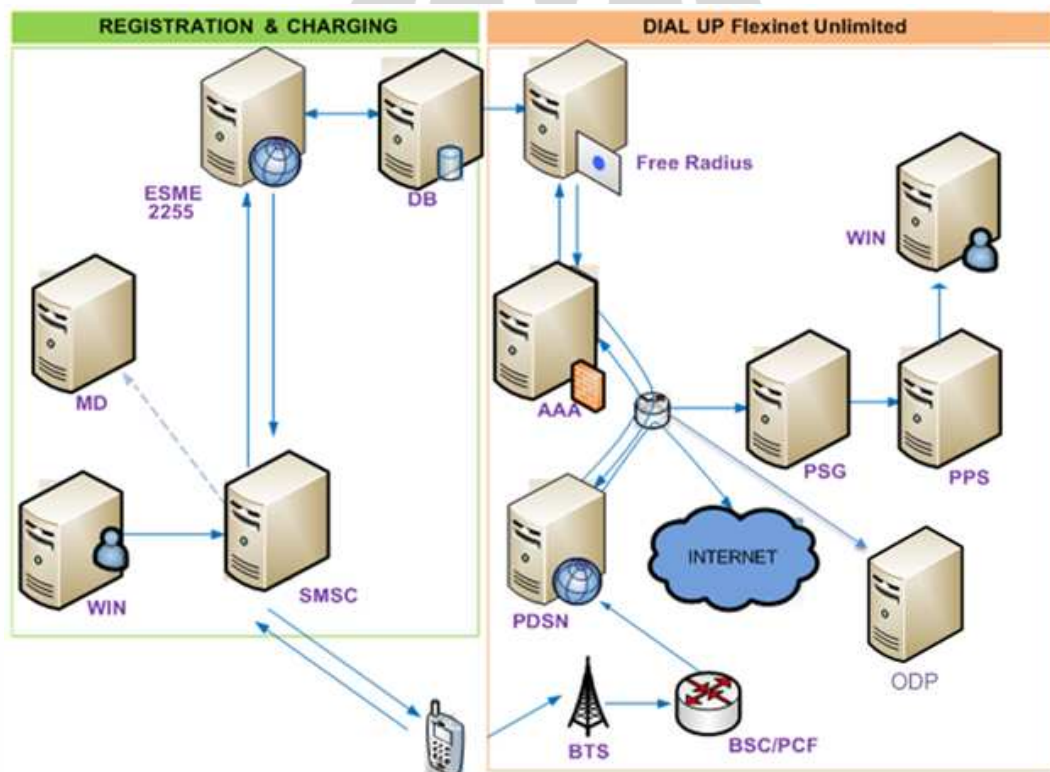 REGISTRATION & CHARGING
DIAL UP Flexinet Unlimited
ESME
2255
DB
Free Radius
WIN
MD
AAA
PSG
PPS
WIN
SMSC
PDSN
INTERNET
ODP
BTS
BSC/PCF